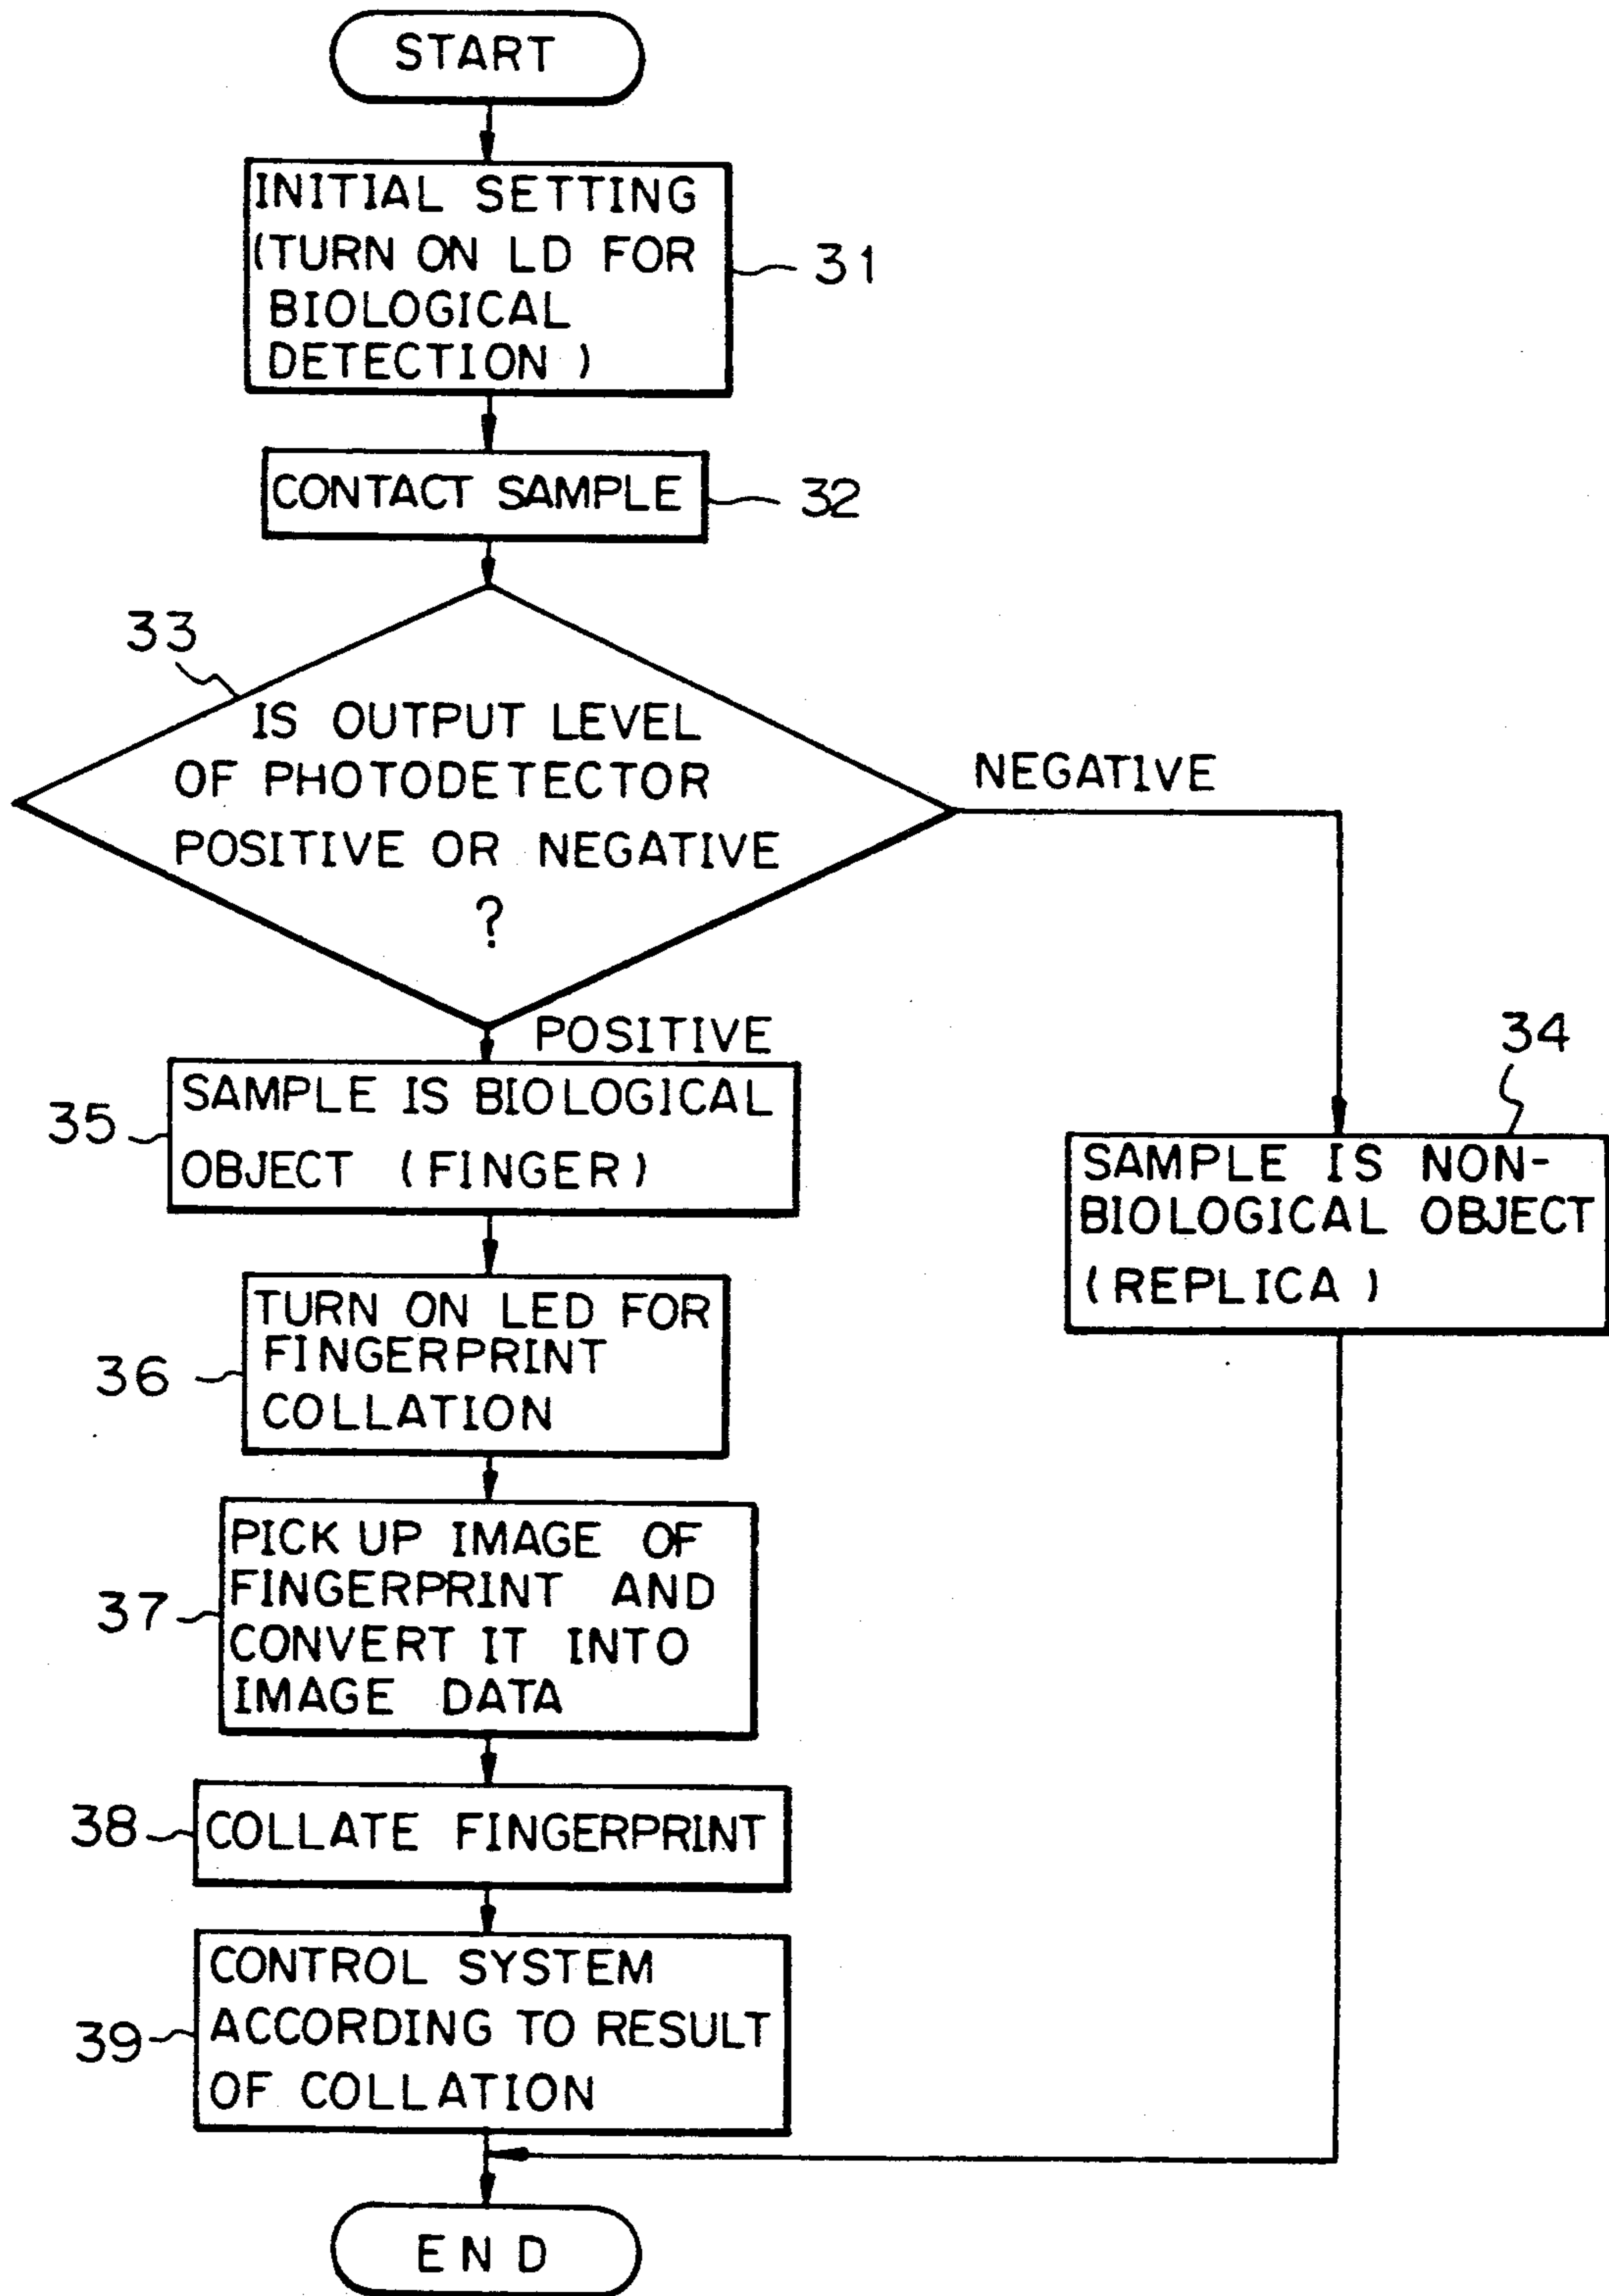 START
INITIAL SETTING
(TURN ON LD FOR
BIOLOGICAL
DETECTION)
31
CONTACT SAMPLE
32
33
IS OUTPUT LEVEL
OF PHOTODETECTOR
POSITIVE OR NEGATIVE
?
NEGATIVE
POSITIVE
34
SAMPLE IS NON-
BIOLOGICAL OBJECT
(REPLICA)
35
SAMPLE IS BIOLOGICAL
OBJECT (FINGER)
36
TURN ON LED FOR
FINGERPRINT
COLLATION
37
PICK UP IMAGE OF
FINGERPRINT AND
CONVERT IT INTO
IMAGE DATA
38
COLLATE FINGERPRINT
39
CONTROL SYSTEM
ACCORDING TO RESULT
OF COLLATION
END